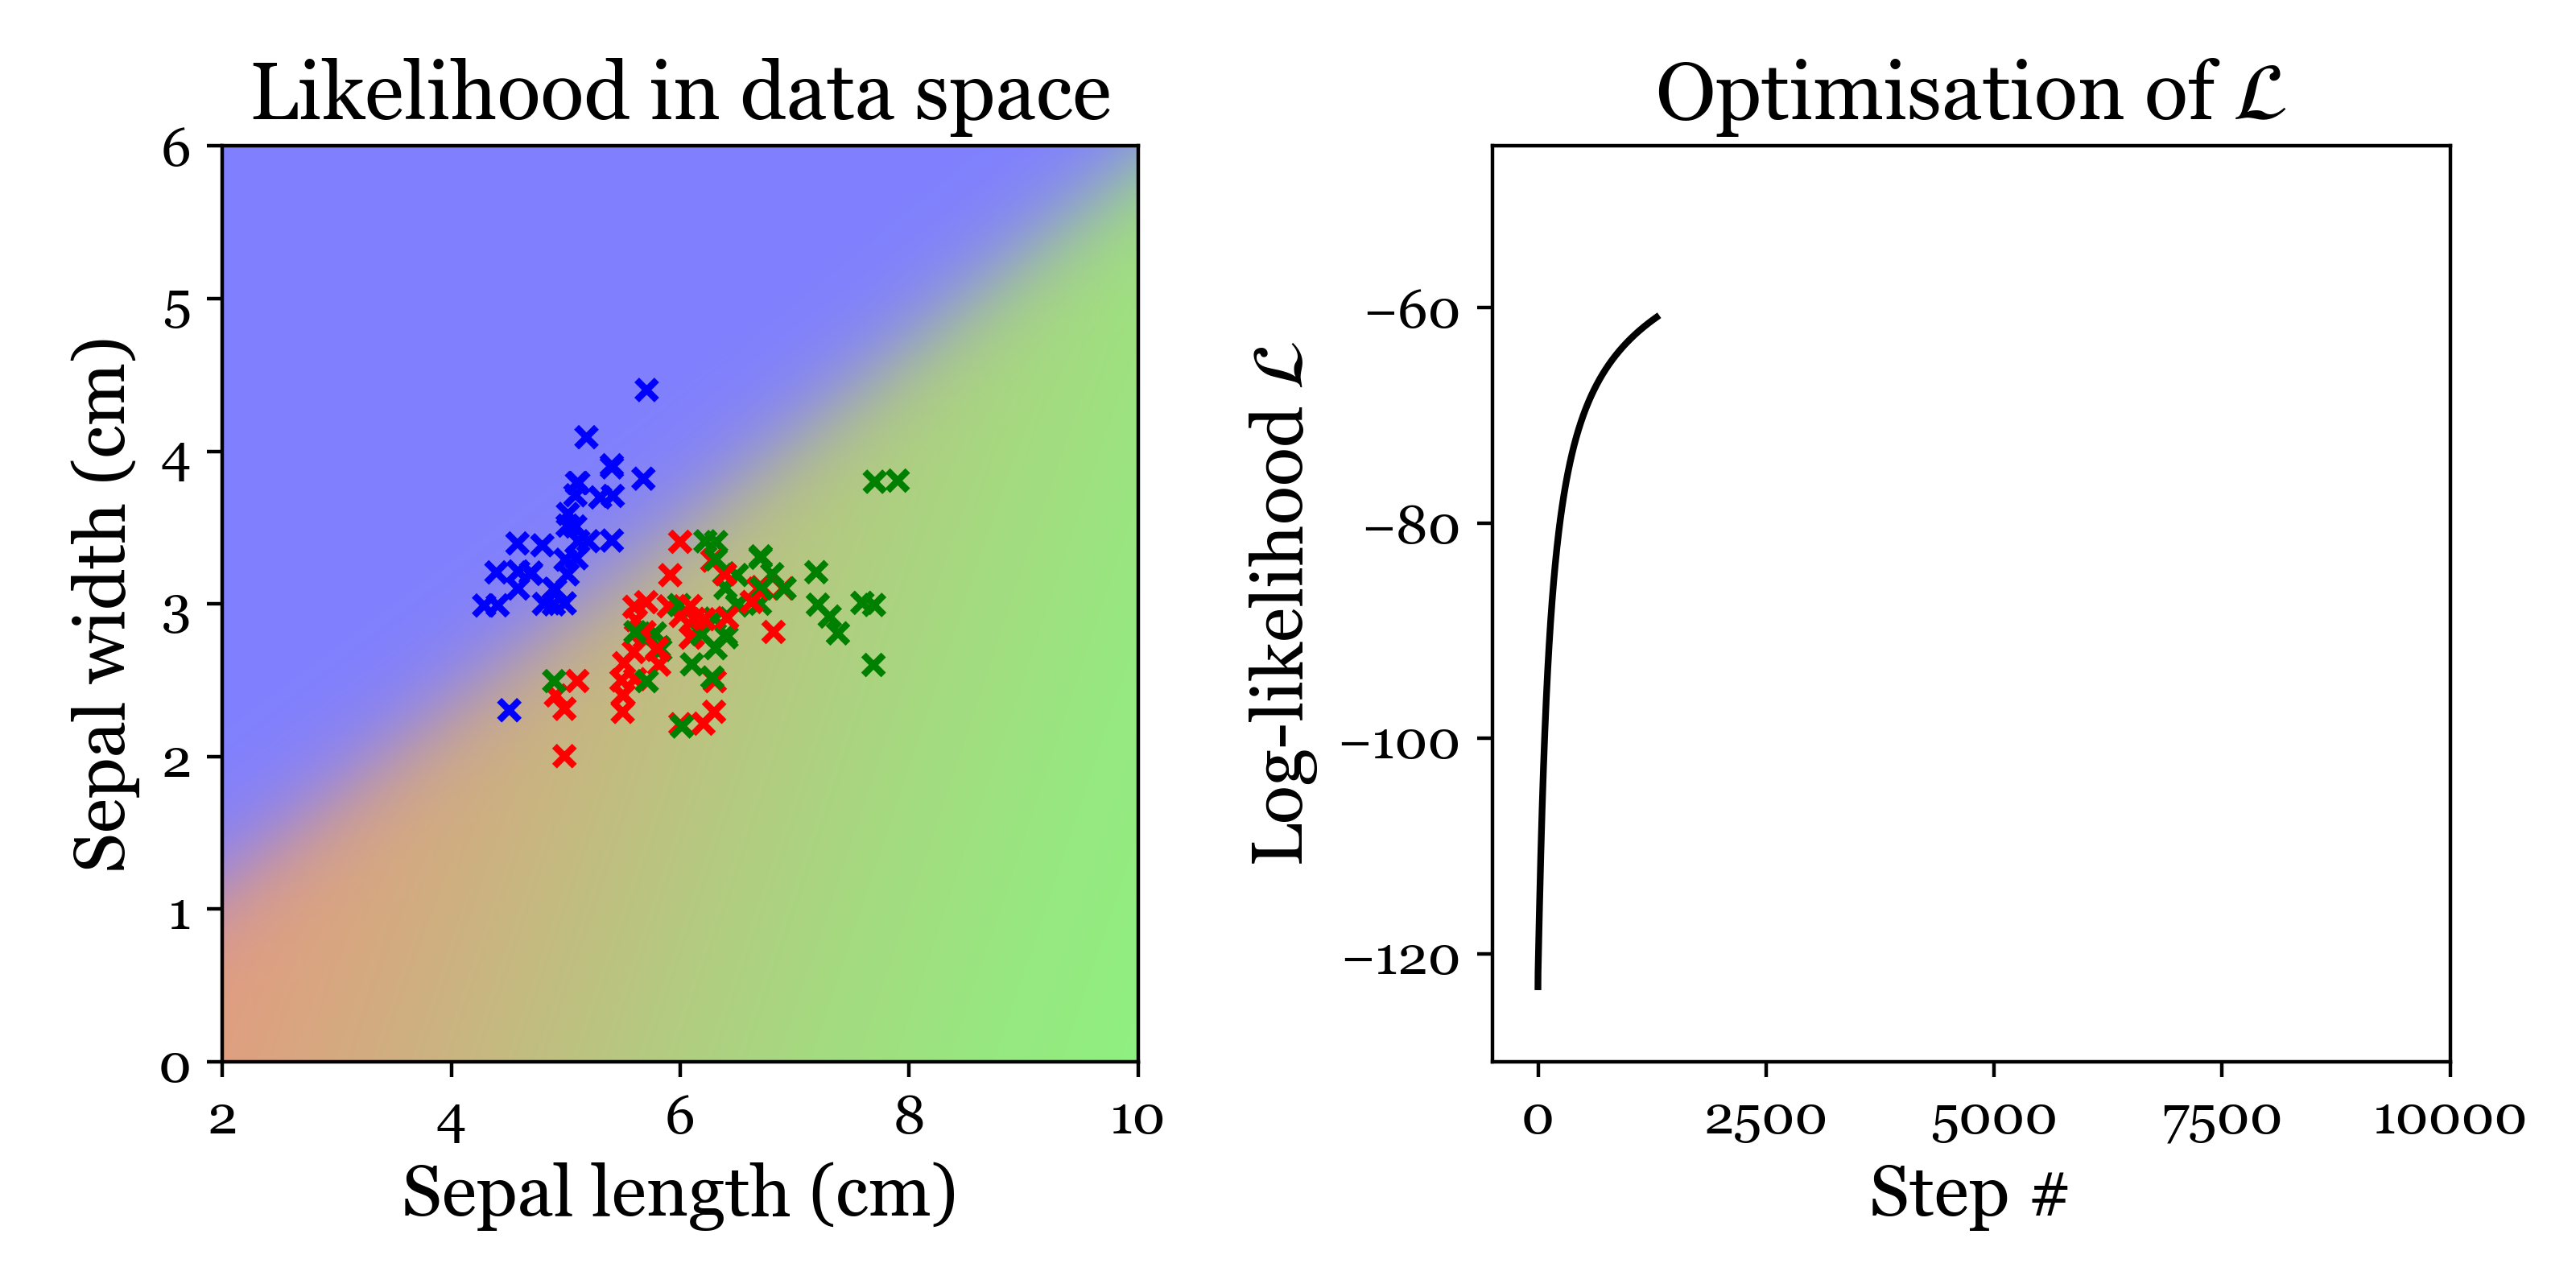 Likelihood in data space
6
5
4
3
2
1
0
2 4 6 8 10
Sepal width (cm)
Sepal length (cm)
Optimisation of ℒ
−60
−80
−100
−120
0 2500 5000 7500 10000
Log-likelihood ℒ
Step #